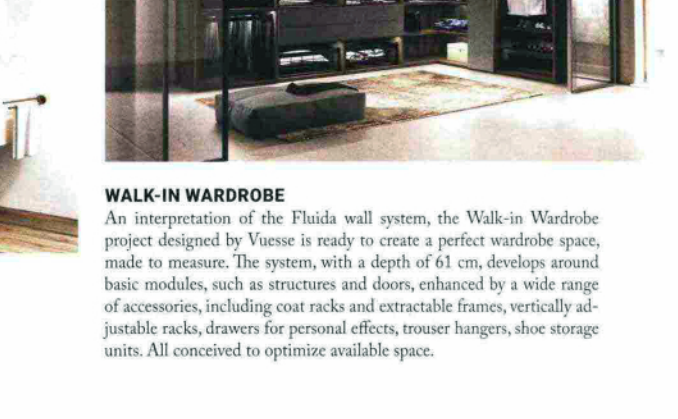 WALK-IN WARDROBE
An interpretation of the Fluida wall system, the Walk-in Wardrobe
project designed by Vuesse is ready to create a perfect wardrobe space,
made to measure. The system, with a depth of 61 cm, develops around
basic modules, such as structures and doors, enhanced by a wide range
of accessories, including coat racks and extractable frames, vertically ad-
justable racks, drawers for personal effects, trouser hangers, shoe storage
units. All conceived to optimize available space.